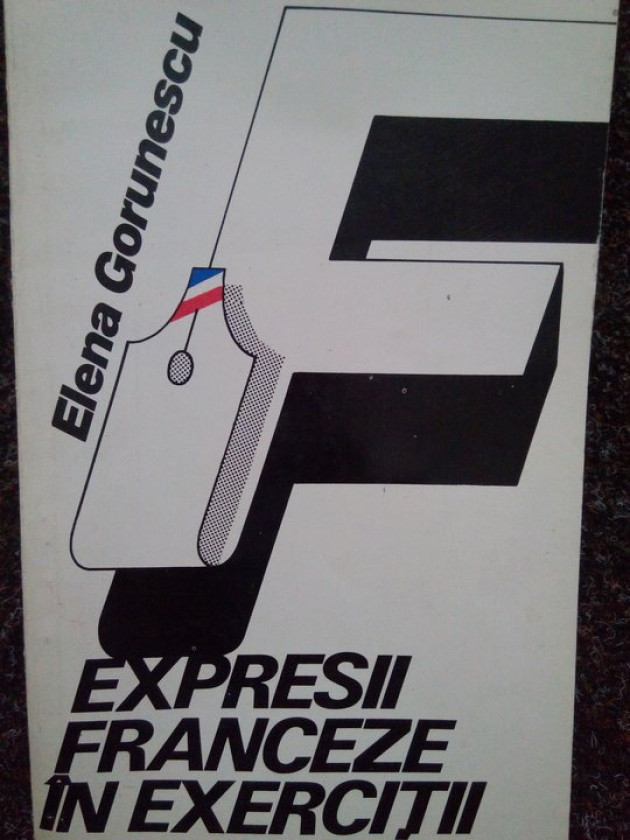 Elena Gorunescu
EXPRESII
FRANCEZE
ÎN EXERCIȚII